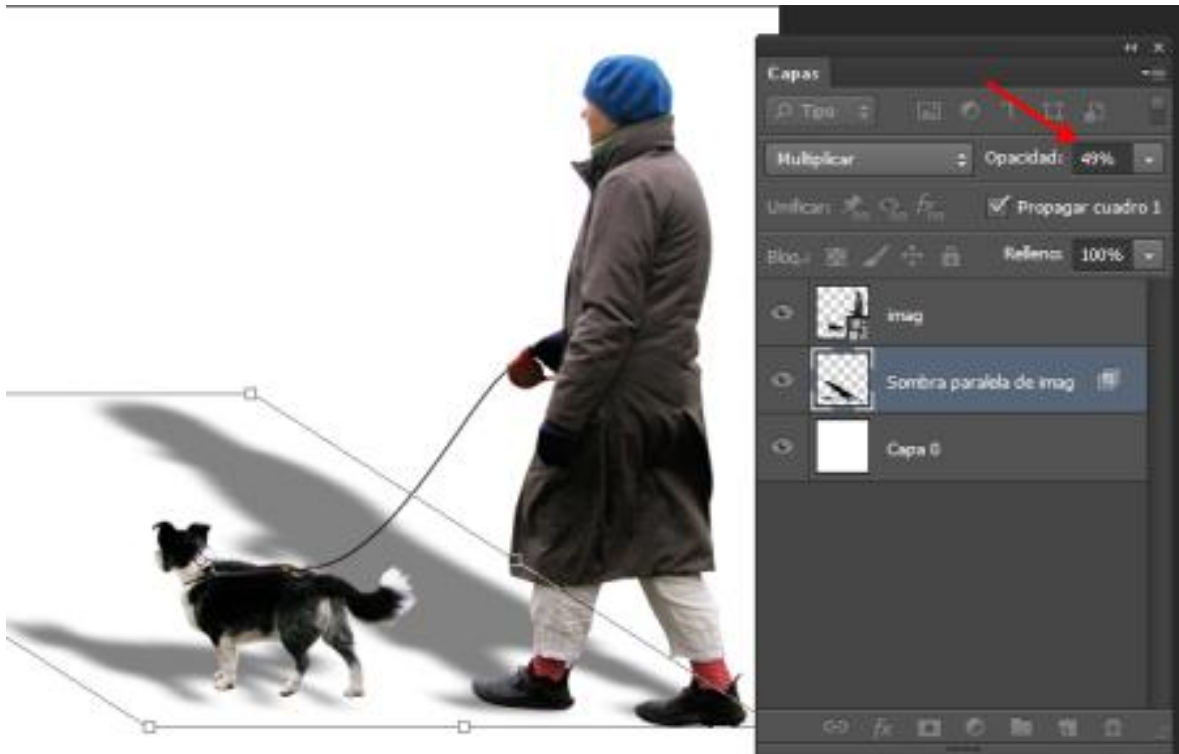 Capas
Tipo
Multiplicar Opacidad: 49%
Unificar: Propagar cuadro 1
Bloq.: Relleno: 100%
imag
Sombra paralela de imag
Capa 0